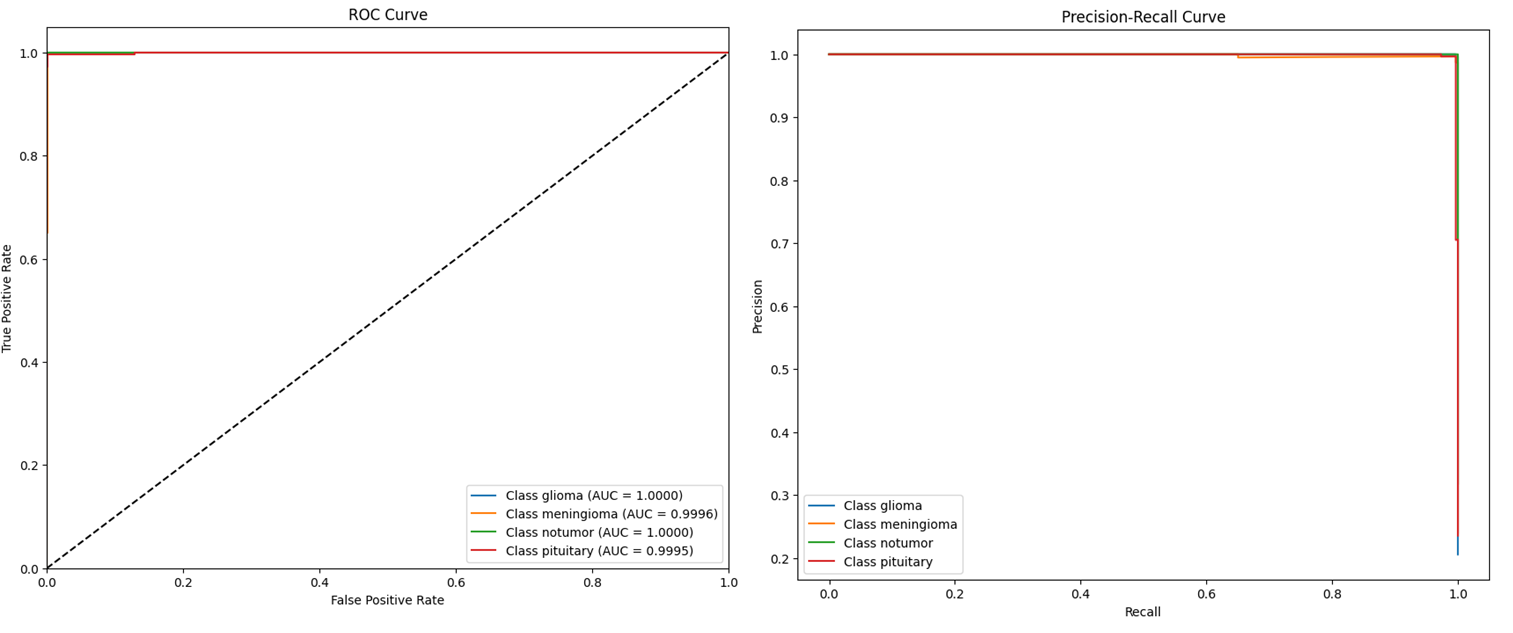 ROC Curve
1.0
0.8
0.6
0.4
0.2
0.0
True Positive Rate
0.0 0.2 0.4 0.6 0.8 1.0
False Positive Rate
Class glioma (AUC = 1.0000)
Class meningioma (AUC = 0.9996)
Class notumor (AUC = 1.0000)
Class pituitary (AUC = 0.9995)
Precision-Recall Curve
1.0
0.9
0.8
0.7
0.6
0.5
0.4
0.3
0.2
Precision
0.0 0.2 0.4 0.6 0.8 1.0
Recall
Class glioma
Class meningioma
Class notumor
Class pituitary